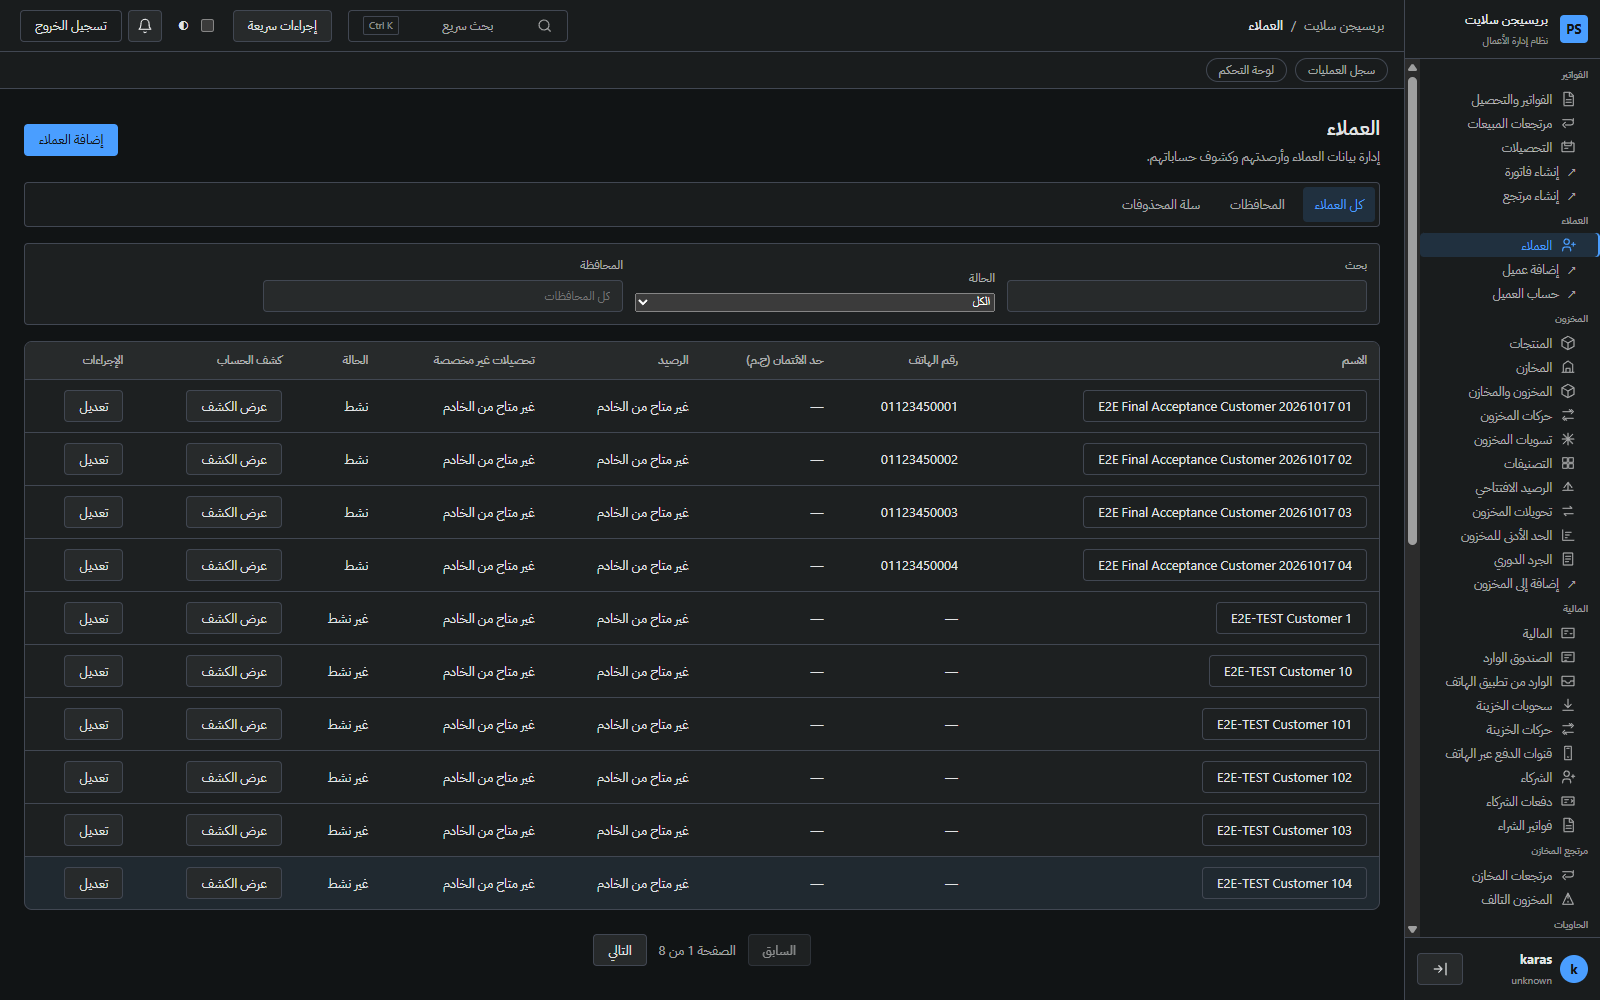 PS
بريسيجن سلايت
نظام إدارة الأعمال
بريسيجن سلايت / العملاء
بحث سريع Ctrl K
إجراءات سريعة
تسجيل الخروج
سجل العمليات
لوحة التحكم
الفواتير
الفواتير والتحصيل
مرتجعات المبيعات
التحصيلات
إنشاء فاتورة
إنشاء مرتجع
العملاء
العملاء
إضافة عميل
حساب العميل
المخزون
المنتجات
المخازن
المخزون والمخازن
حركات المخزون
تسويات المخزون
التصنيفات
الرصيد الافتتاحي
تحويلات المخزون
الحد الأدنى للمخزون
الجرد الدوري
إضافة إلى المخزون
المالية
المالية
الصندوق الوارد
الوارد من تطبيق الهاتف
سحوبات الخزينة
حركات الخزينة
قنوات الدفع عبر الهاتف
الشركاء
دفعات الشركاء
فواتير الشراء
مرتجع المخازن
مرتجعات المخازن
المخزون التالف
الحاويات
k
karas
unknown
العملاء
إدارة بيانات العملاء وأرصدتهم وكشوف حساباتهم.
إضافة العملاء
كل العملاء المحافظات سلة المحذوفات
بحث
الحالة
الكل
المحافظة
كل المحافظات
الاسم رقم الهاتف حد الائتمان (ج.م) الرصيد تحصيلات غير مخصصة الحالة كشف الحساب الإجراءات
E2E Final Acceptance Customer 20261017 01 01123450001 — غير متاح من الخادم غير متاح من الخادم نشط عرض الكشف تعديل
E2E Final Acceptance Customer 20261017 02 01123450002 — غير متاح من الخادم غير متاح من الخادم نشط عرض الكشف تعديل
E2E Final Acceptance Customer 20261017 03 01123450003 — غير متاح من الخادم غير متاح من الخادم نشط عرض الكشف تعديل
E2E Final Acceptance Customer 20261017 04 01123450004 — غير متاح من الخادم غير متاح من الخادم نشط عرض الكشف تعديل
E2E-TEST Customer 1 — — غير متاح من الخادم غير متاح من الخادم غير نشط عرض الكشف تعديل
E2E-TEST Customer 10 — — غير متاح من الخادم غير متاح من الخادم غير نشط عرض الكشف تعديل
E2E-TEST Customer 101 — — غير متاح من الخادم غير متاح من الخادم غير نشط عرض الكشف تعديل
E2E-TEST Customer 102 — — غير متاح من الخادم غير متاح من الخادم غير نشط عرض الكشف تعديل
E2E-TEST Customer 103 — — غير متاح من الخادم غير متاح من الخادم غير نشط عرض الكشف تعديل
E2E-TEST Customer 104 — — غير متاح من الخادم غير متاح من الخادم غير نشط عرض الكشف تعديل
السابق الصفحة 1 من 8 التالي